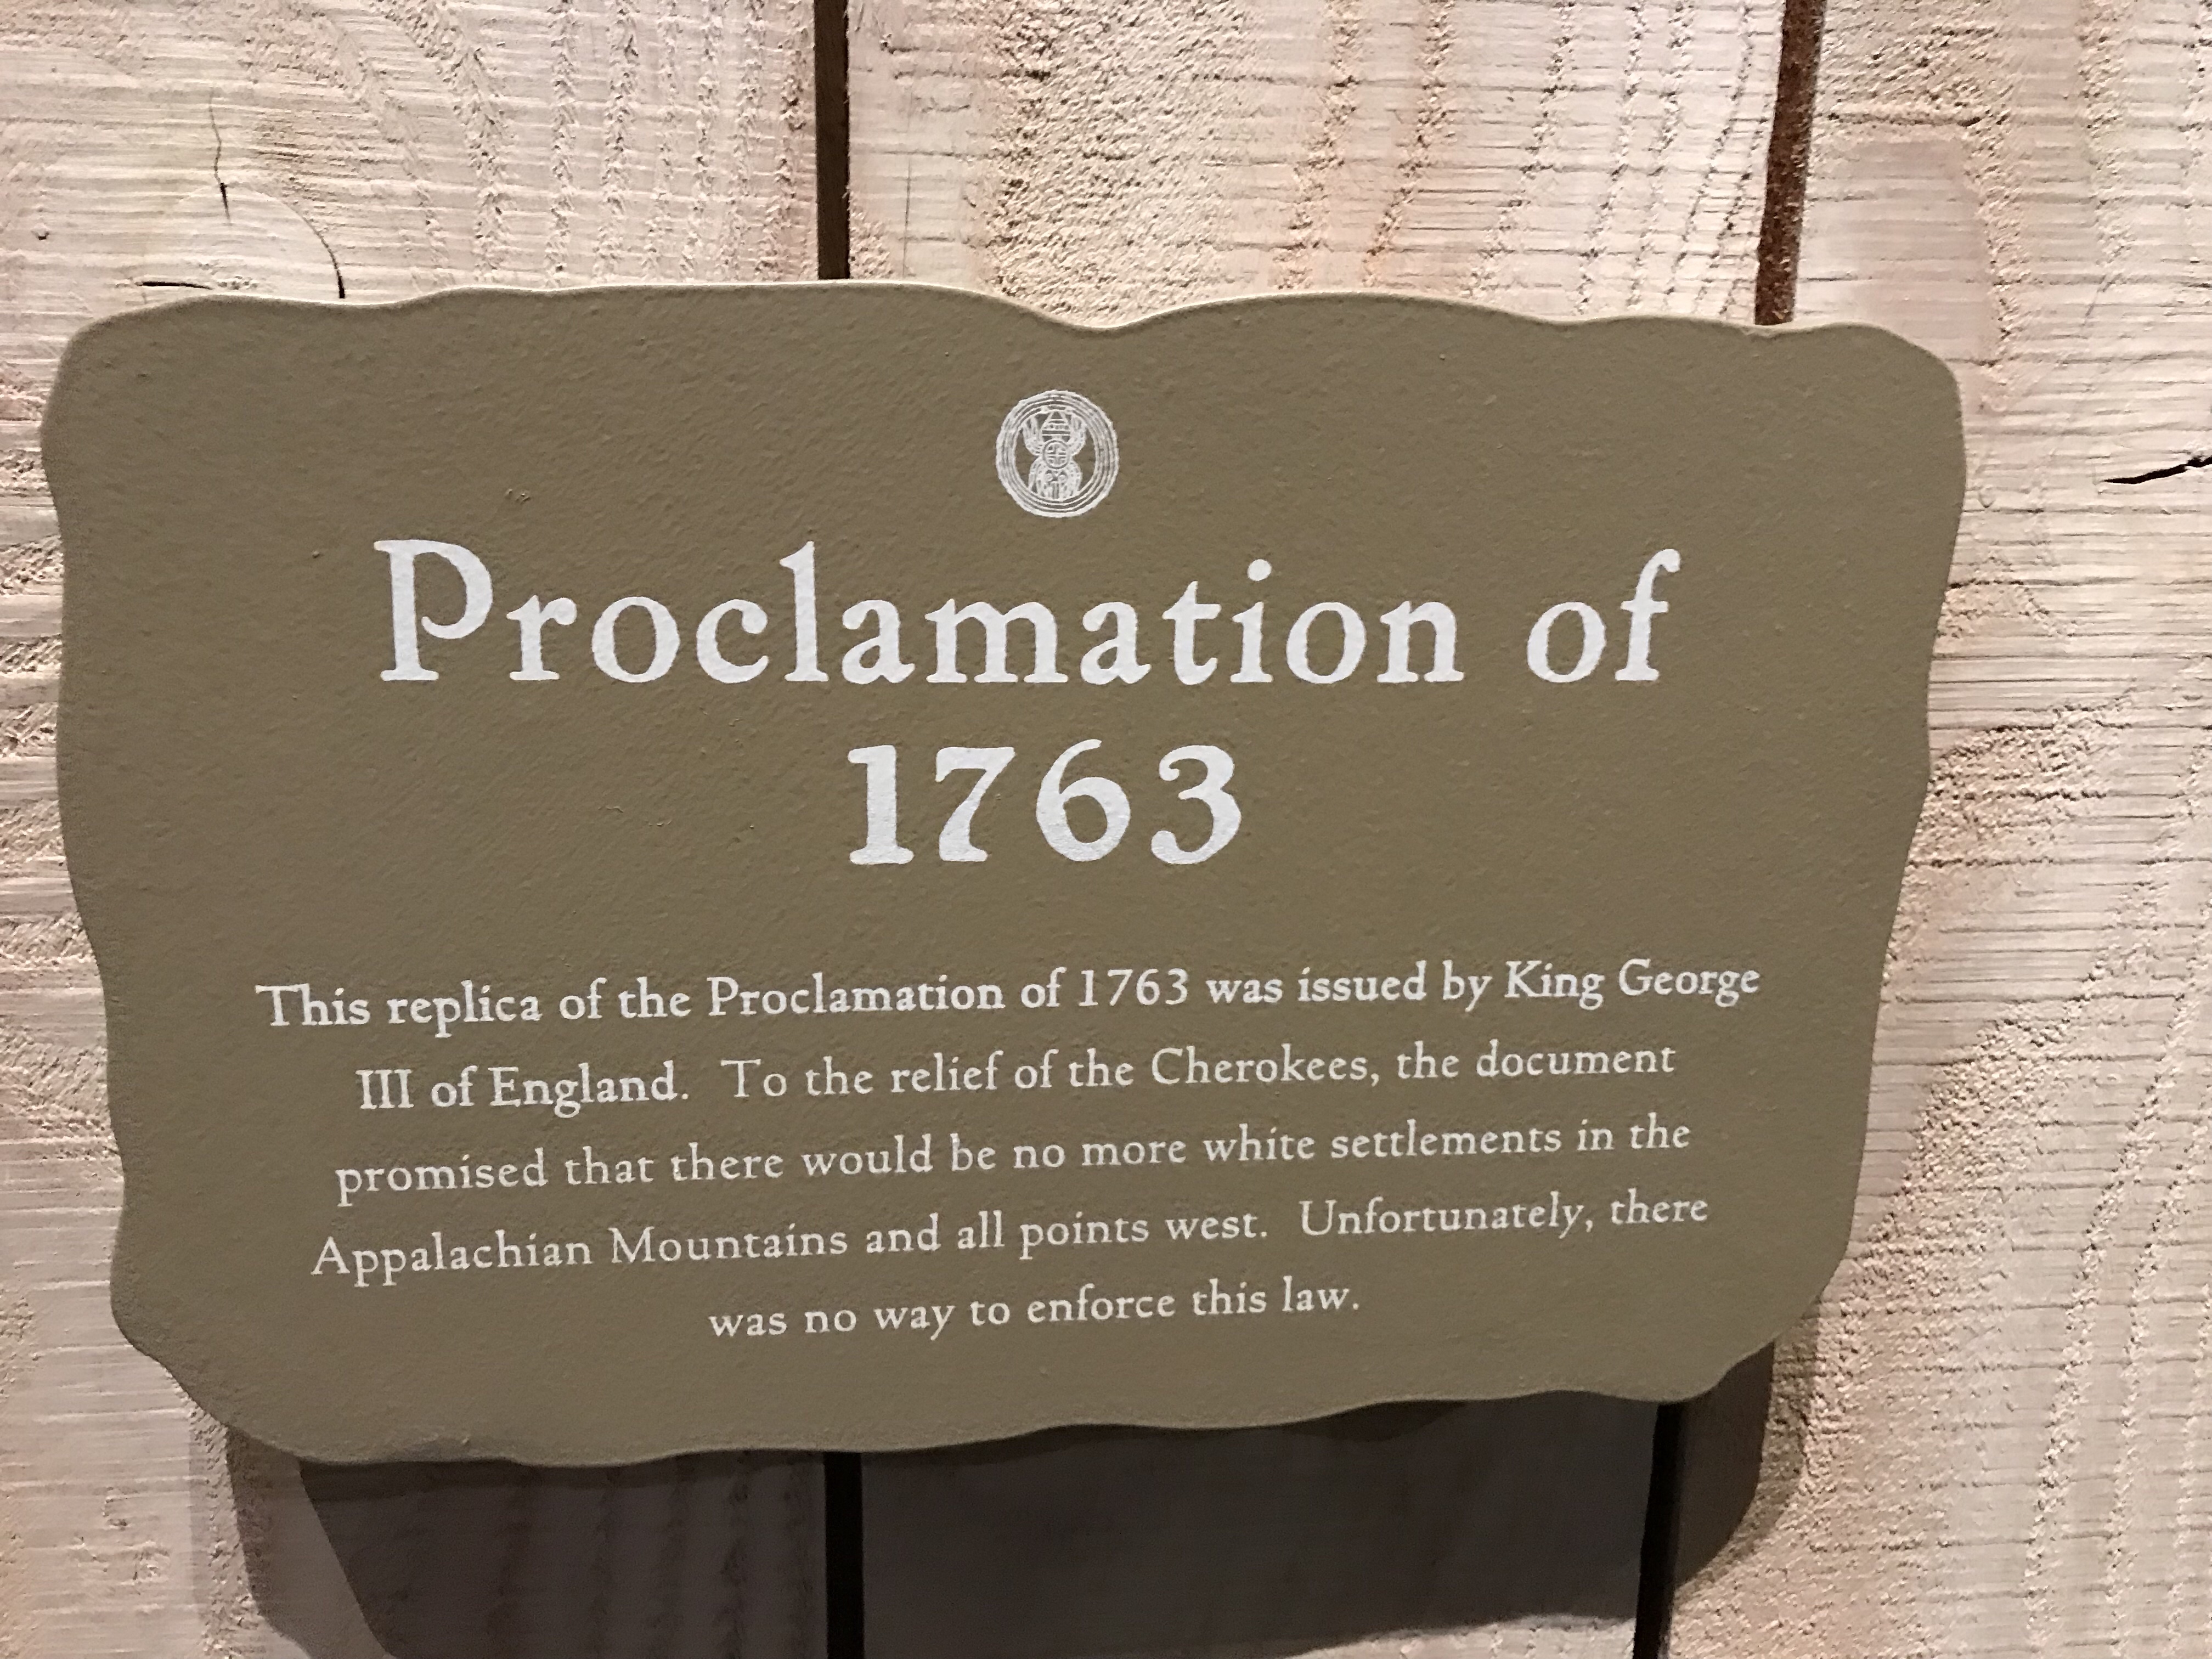 Proclamation of
1763
This replica of the Proclamation of 1763 was issued by King George
III of England.  To the relief of the Cherokees, the document
promised that there would be no more white settlements in the
Appalachian Mountains and all points west.  Unfortunately, there
was no way to enforce this law.